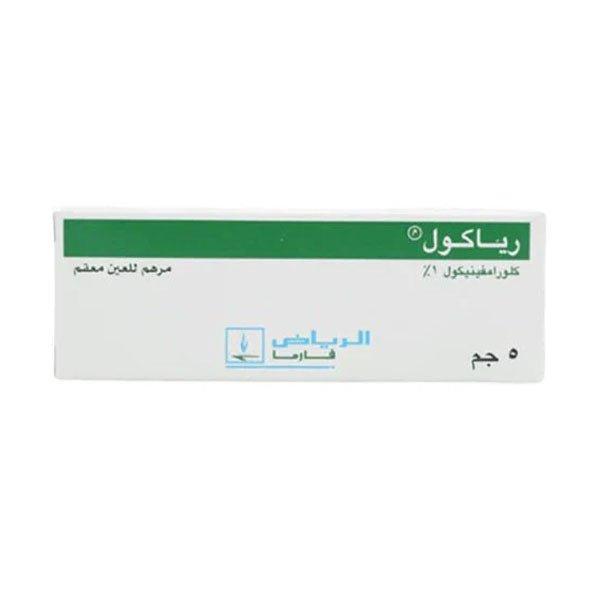 رياكول
كلورامفينيكول ١٪
مرهم للعين معقم
الرياض
فارما
٥ جم